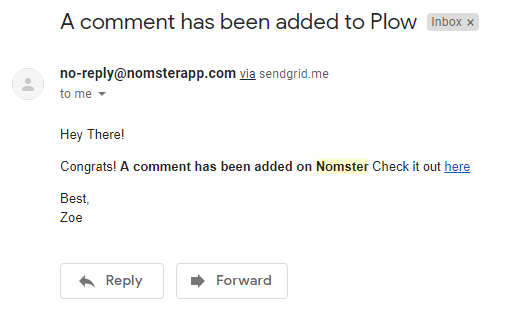 A comment has been added to Plow Inbox x
no-reply@nomsterapp.com via sendgrid.me
to me
Hey There!
Congrats! A comment has been added on Nomster Check it out here
Best,
Zoe
Reply Forward